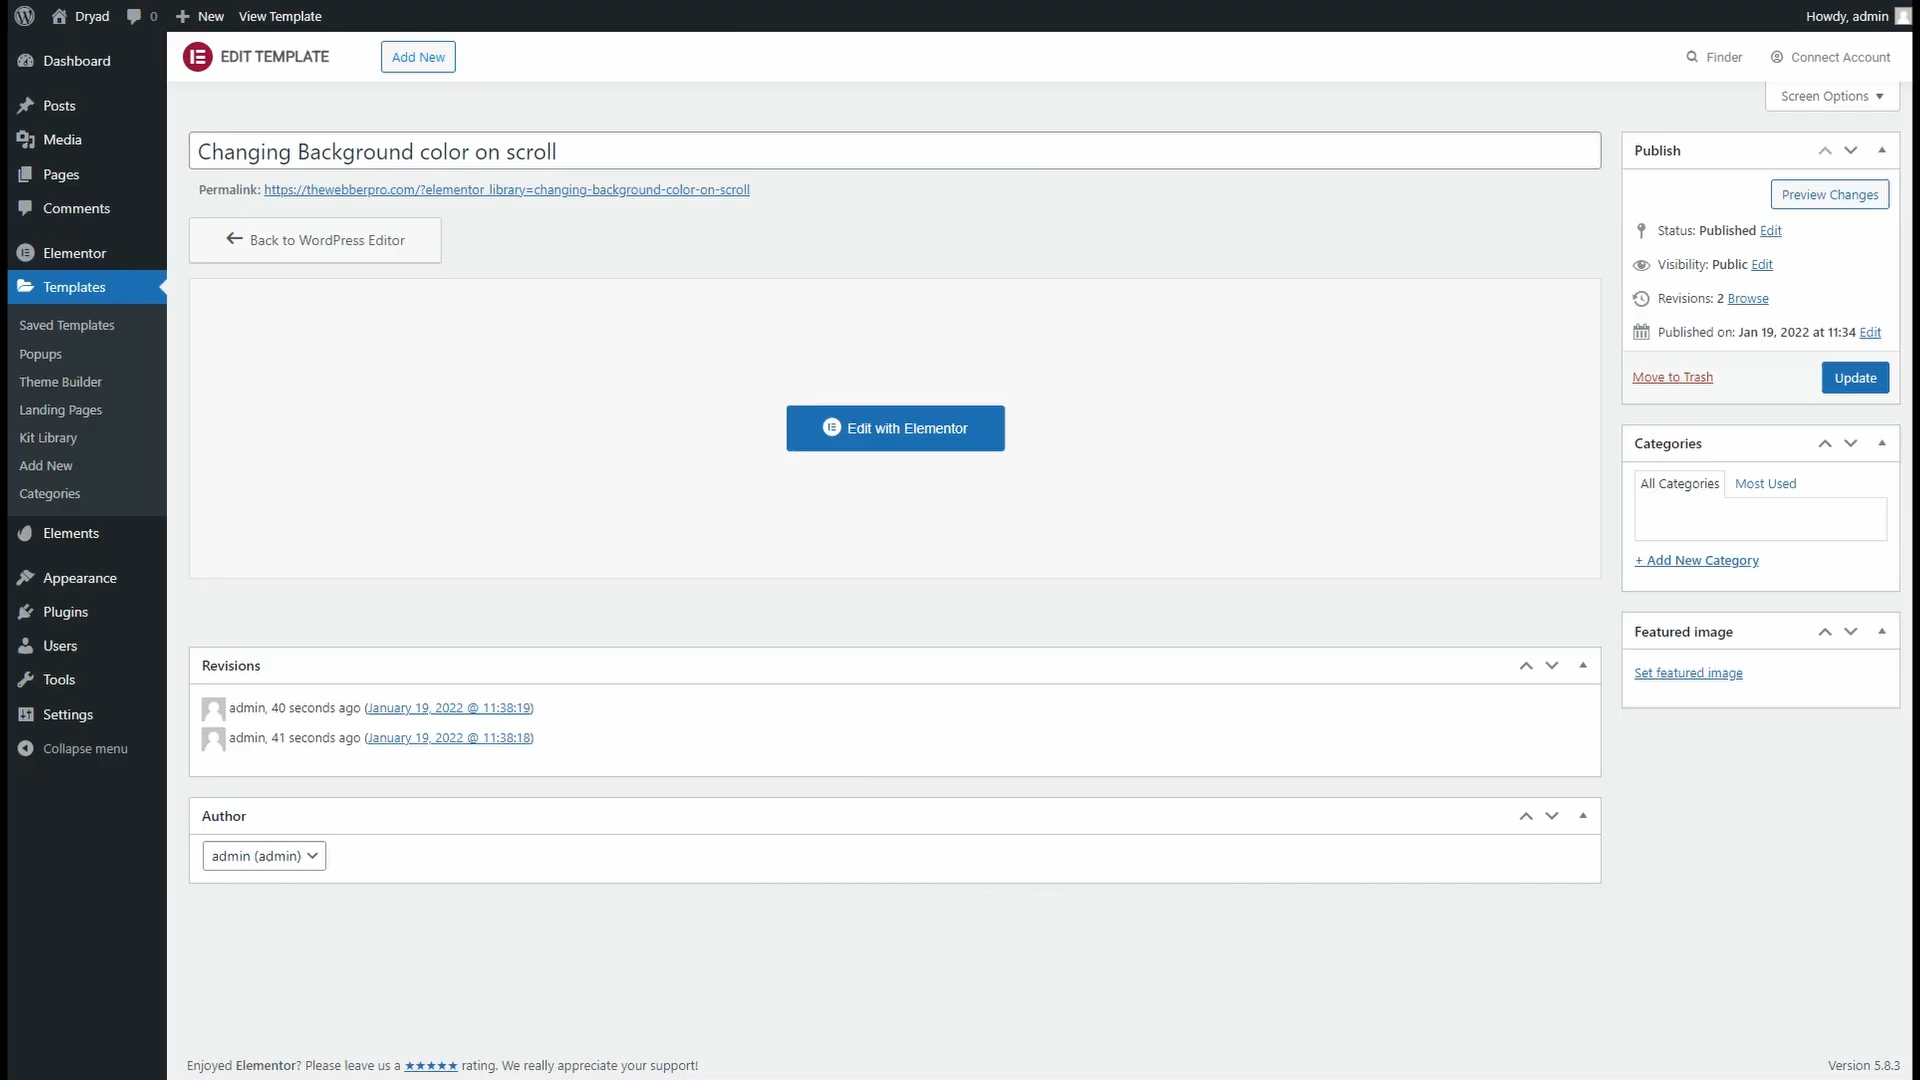 Dryad
0
New
View Template
Howdy, admin
Dashboard
Posts
Media
Pages
Comments
Elementor
Templates
Saved Templates
Popups
Theme Builder
Landing Pages
Kit Library
Add New
Categories
Elements
Appearance
Plugins
Users
Tools
Settings
Collapse menu
EDIT TEMPLATE
Add New
Finder
Connect Account
Screen Options
Changing Background color on scroll
Permalink: https://thewebberpro.com/?elementor_library=changing-background-color-on-scroll
Back to WordPress Editor
Edit with Elementor
Revisions
admin, 40 seconds ago (January 19, 2022 @ 11:38:19)
admin, 41 seconds ago (January 19, 2022 @ 11:38:18)
Author
admin (admin)
Publish
Preview Changes
Status: Published Edit
Visibility: Public Edit
Revisions: 2 Browse
Published on: Jan 19, 2022 at 11:34 Edit
Move to Trash
Update
Categories
All Categories
Most Used
+ Add New Category
Featured image
Set featured image
Enjoyed Elementor? Please leave us a ★★★★★ rating. We really appreciate your support!
Version 5.8.3